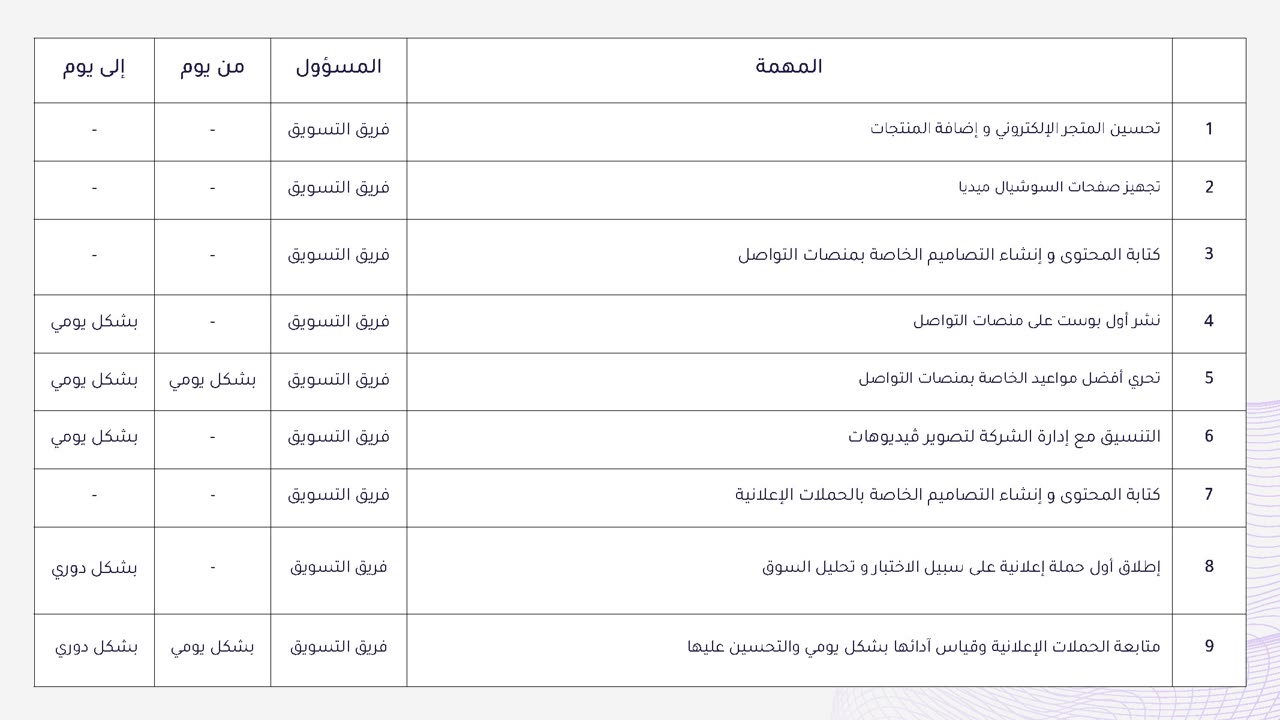 المهمة المسؤول من يوم إلى يوم
1 تحسين المتجر الإلكتروني و إضافة المنتجات فريق التسويق - -
2 تجهيز صفحات السوشيال ميديا فريق التسويق - -
3 كتابة المحتوى و إنشاء التصاميم الخاصة بمنصات التواصل فريق التسويق - -
4 نشر أول بوست على منصات التواصل فريق التسويق - بشكل يومي
5 تحري أفضل مواعيد الخاصة بمنصات التواصل فريق التسويق بشكل يومي بشكل يومي
6 التنسيق مع إدارة الشركة لتصوير ڤيديوهات فريق التسويق - بشكل يومي
7 كتابة المحتوى و إنشاء التصاميم الخاصة بالحملات الإعلانية فريق التسويق - -
8 إطلاق أول حملة إعلانية على سبيل الاختبار و تحليل السوق فريق التسويق - بشكل دوري
9 متابعة الحملات الإعلانية وقياس آدائها بشكل يومي والتحسين عليها فريق التسويق بشكل يومي بشكل دوري